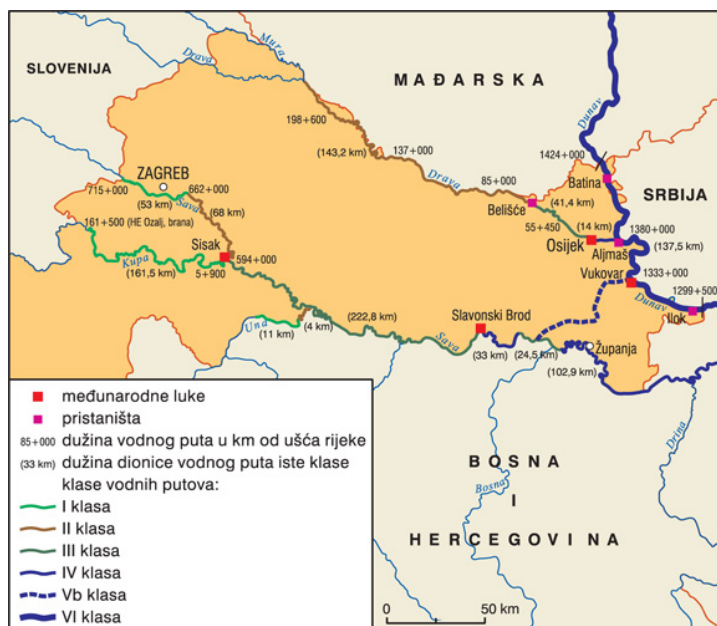 SLOVENIJA
Drava
Mura
MAĐARSKA
Dunav
198+600
(143,2 km)
137+000
Drava
85+000
1424+000
Batina
SRBIJA
ZAGREB
715+000
662+000
(53 km)
Sava
(68 km)
Belišće
(41,4 km)
55+450
(14 km)
1380+000
Osijek
Aljmaš
(137,5 km)
161+500 (HE Ozalj, brana)
Sisak
594+000
Vukovar
1333+000
Kupa
(161,5 km)
5+900
Dunav
1299+500
Ilok
Una
(11 km)
(4 km)
(222,8 km)
Sava
Slavonski Brod
(33 km)
(24,5 km)
Županja
(102,9 km)
Drina
Bosna
BOSNA
I
HERCEGOVINA
međunarodne luke
pristaništa
85+000 dužina vodnog puta u km od ušća rijeke
(33 km) dužina dionice vodnog puta iste klase
klase vodnih putova:
I klasa
II klasa
III klasa
IV klasa
Vb klasa
VI klasa
0 50 km